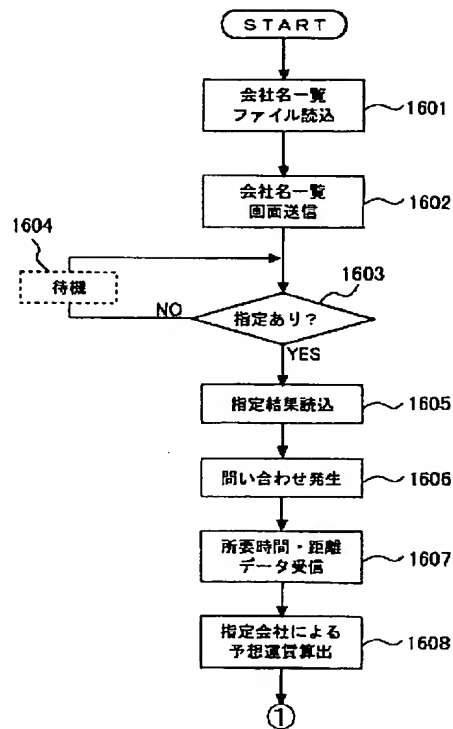 START
会社名一覧
ファイル読込
1601
会社名一覧
画面送信
1602
1604
待機
NO
指定あり？
1603
YES
指定結果読込
1605
問い合わせ発生
1606
所要時間・距離
データ受信
1607
指定会社による
予想運賃算出
1608
①